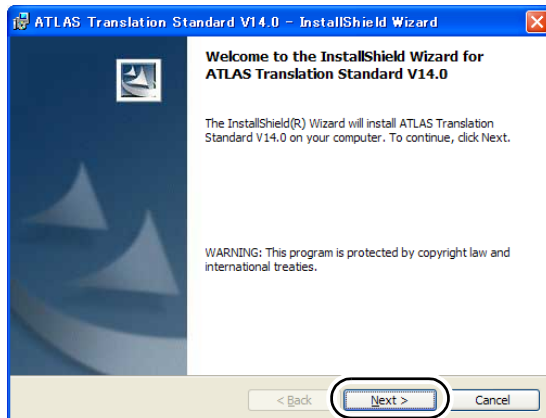 ATLAS Translation Standard V14.0 - InstallShield Wizard
Welcome to the InstallShield Wizard for
ATLAS Translation Standard V14.0
The InstallShield(R) Wizard will install ATLAS Translation
Standard V14.0 on your computer. To continue, click Next.
WARNING: This program is protected by copyright law and
international treaties.
< Back Next > Cancel